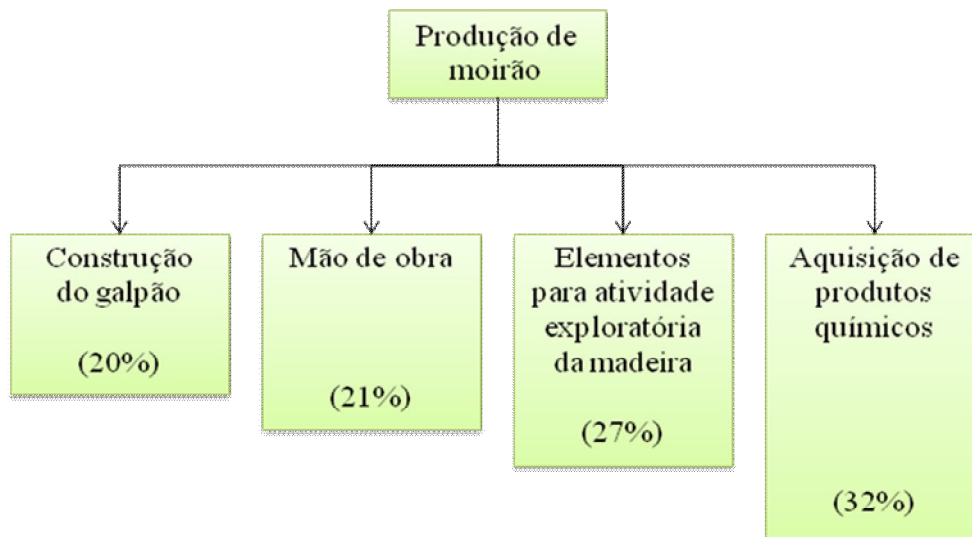 Produção de
moirão
Construção
do galpão
(20%)
Mão de obra
(21%)
Elementos
para atividade
exploratória
da madeira
(27%)
Aquisição de
produtos
químicos
(32%)